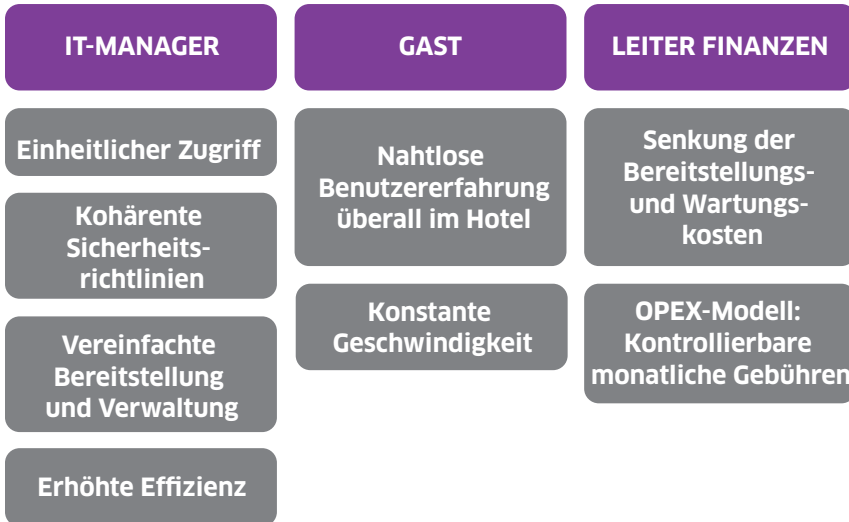 IT-MANAGER
Einheitlicher Zugriff
Kohärente
Sicherheits-
richtlinien
Vereinfachte
Bereitstellung
und Verwaltung
Erhöhte Effizienz
GAST
Nahtlose
Benutzererfahrung
überall im Hotel
Konstante
Geschwindigkeit
LEITER FINANZEN
Senkung der
Bereitstellungs-
und Wartungs-
kosten
OPEX-Modell:
Kontrollierbare
monatliche Gebühren